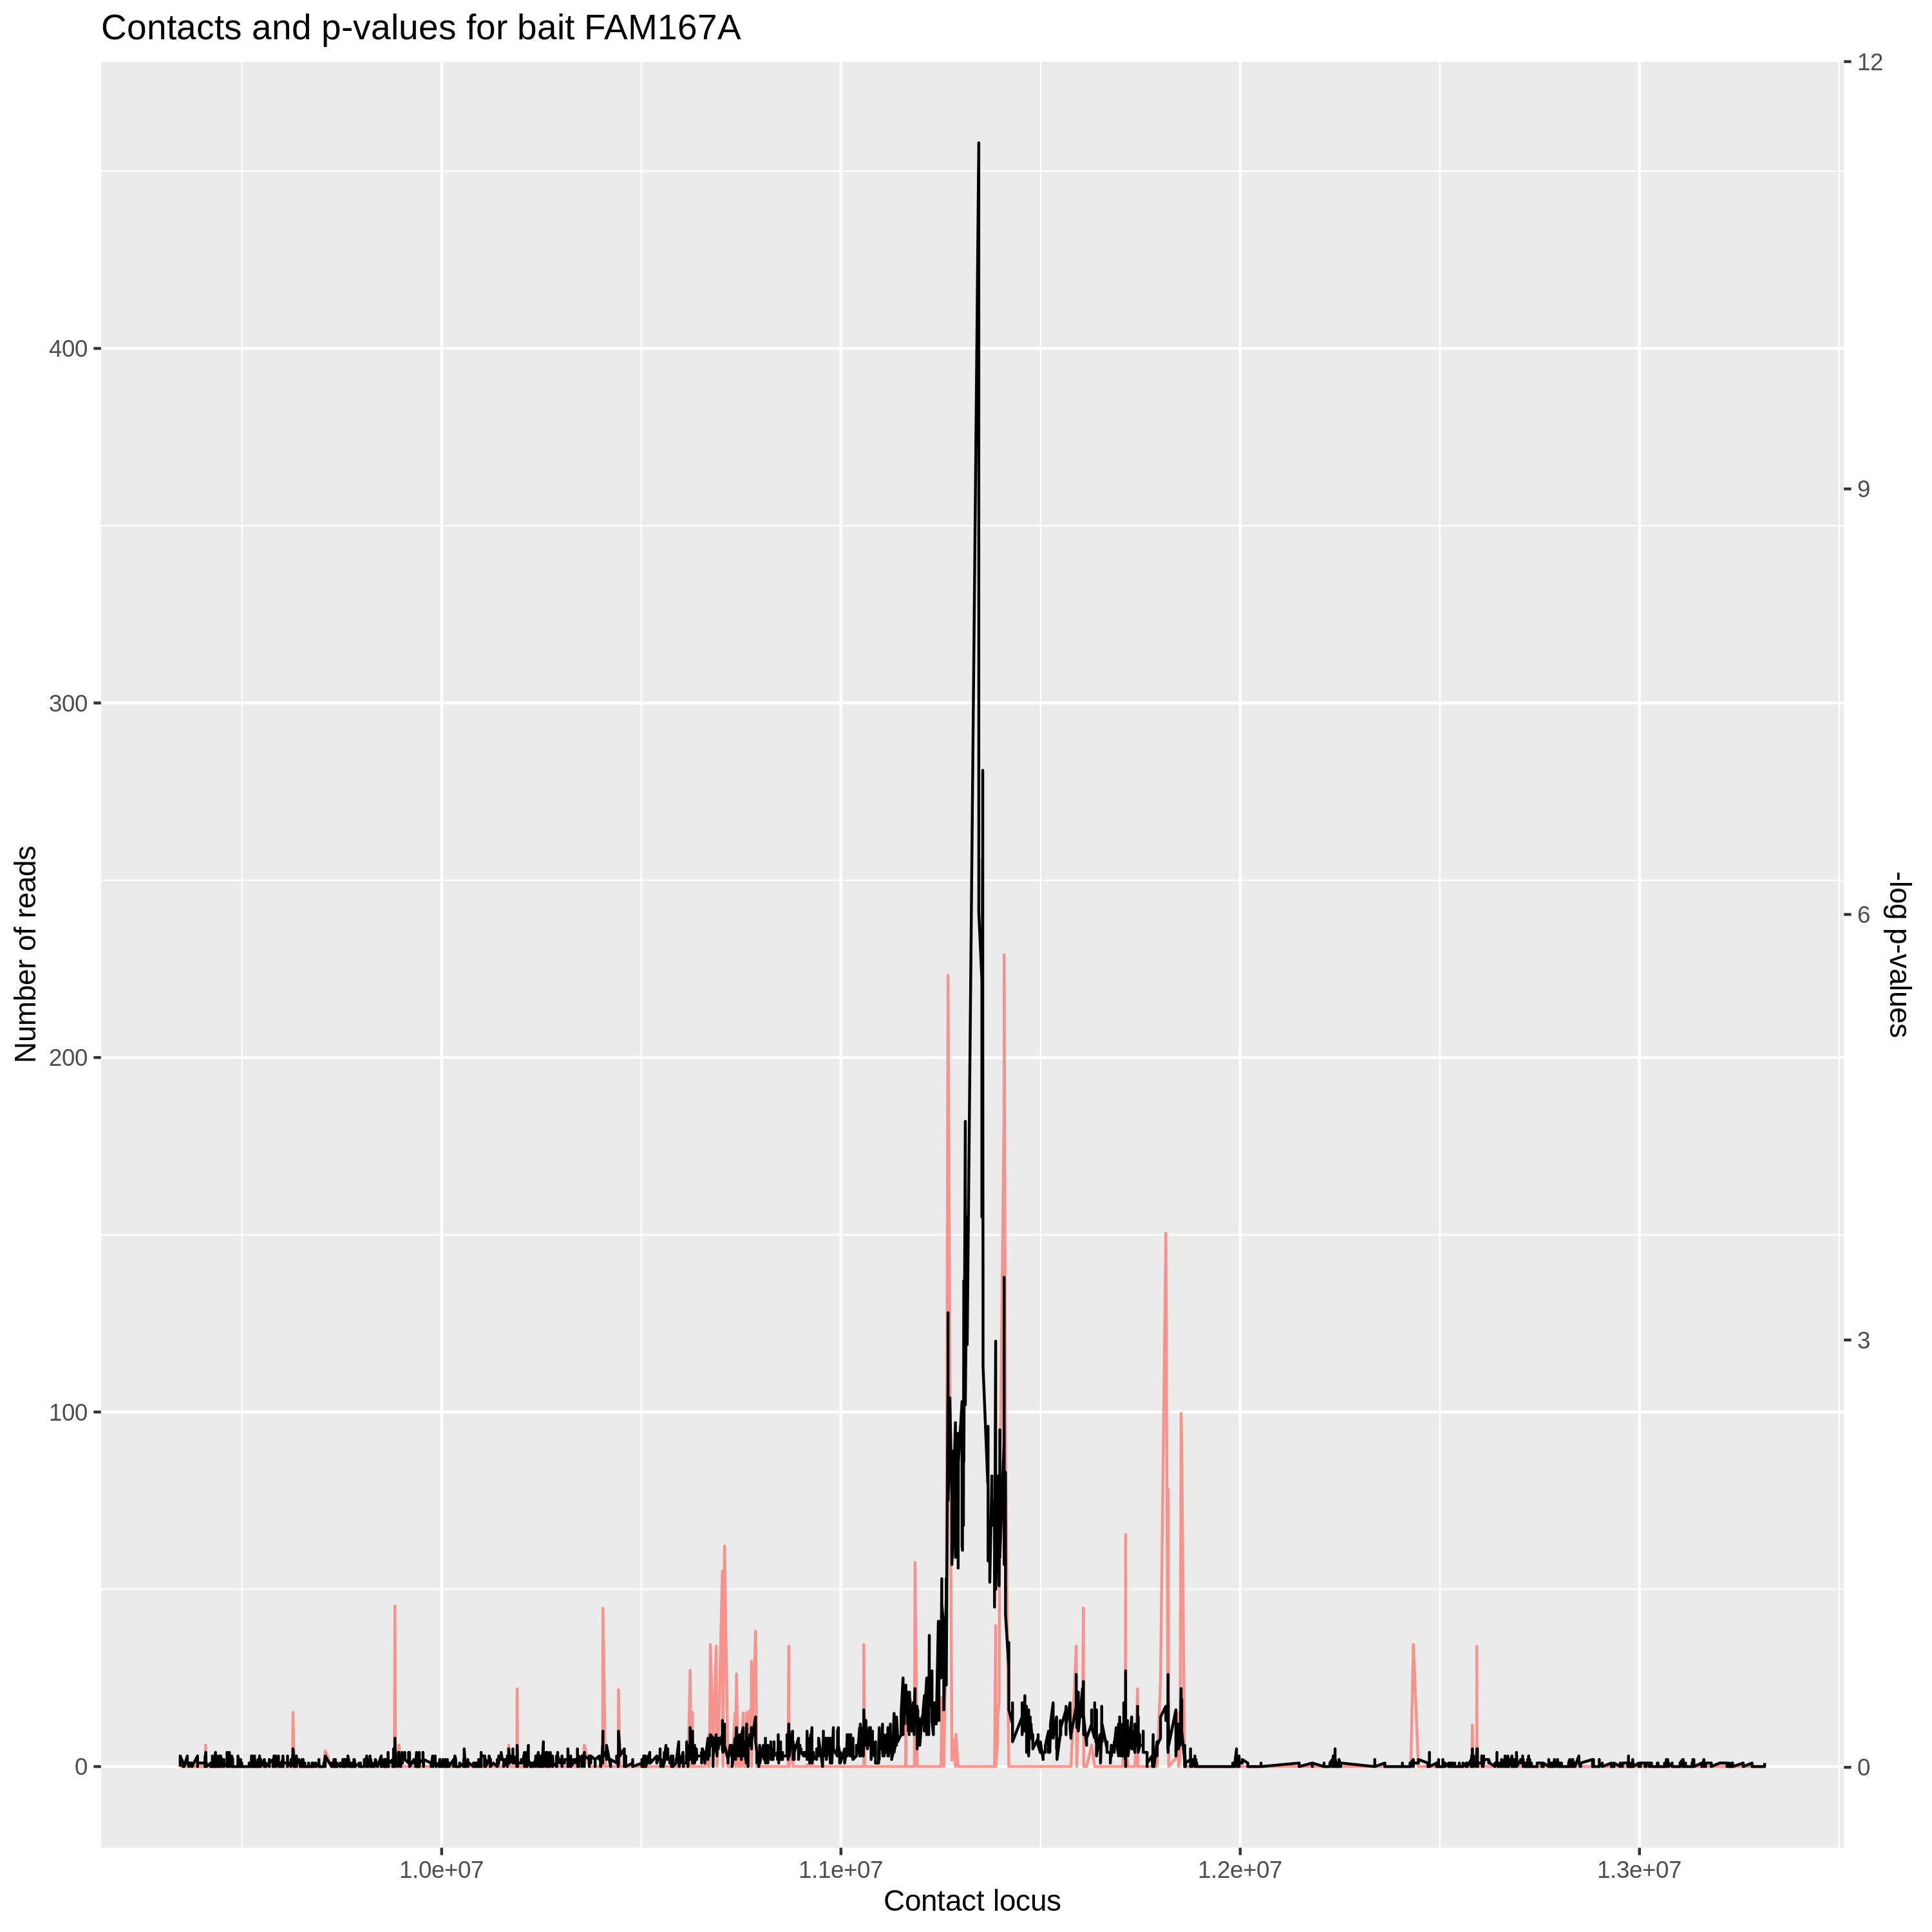 Contacts and p-values for bait FAM167A
12
9
6
3
0
-log p-values
400
300
200
100
0
Number of reads
1.0e+07 1.1e+07 1.2e+07 1.3e+07
Contact locus